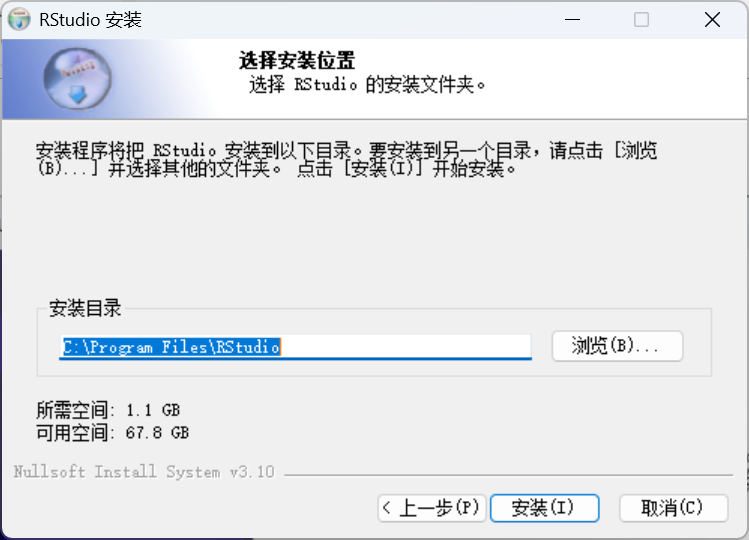 RStudio 安装
选择安装位置
选择 RStudio 的安装文件夹。
安装程序将把 RStudio 安装到以下目录。要安装到另一个目录，请点击 [浏览
(B)...] 并选择其他的文件夹。 点击 [安装(I)] 开始安装。
安装目录
C:\Program Files\RStudio
浏览(B)...
所需空间: 1.1 GB
可用空间: 67.8 GB
Nullsoft Install System v3.10
< 上一步(P)
安装(I)
取消(C)